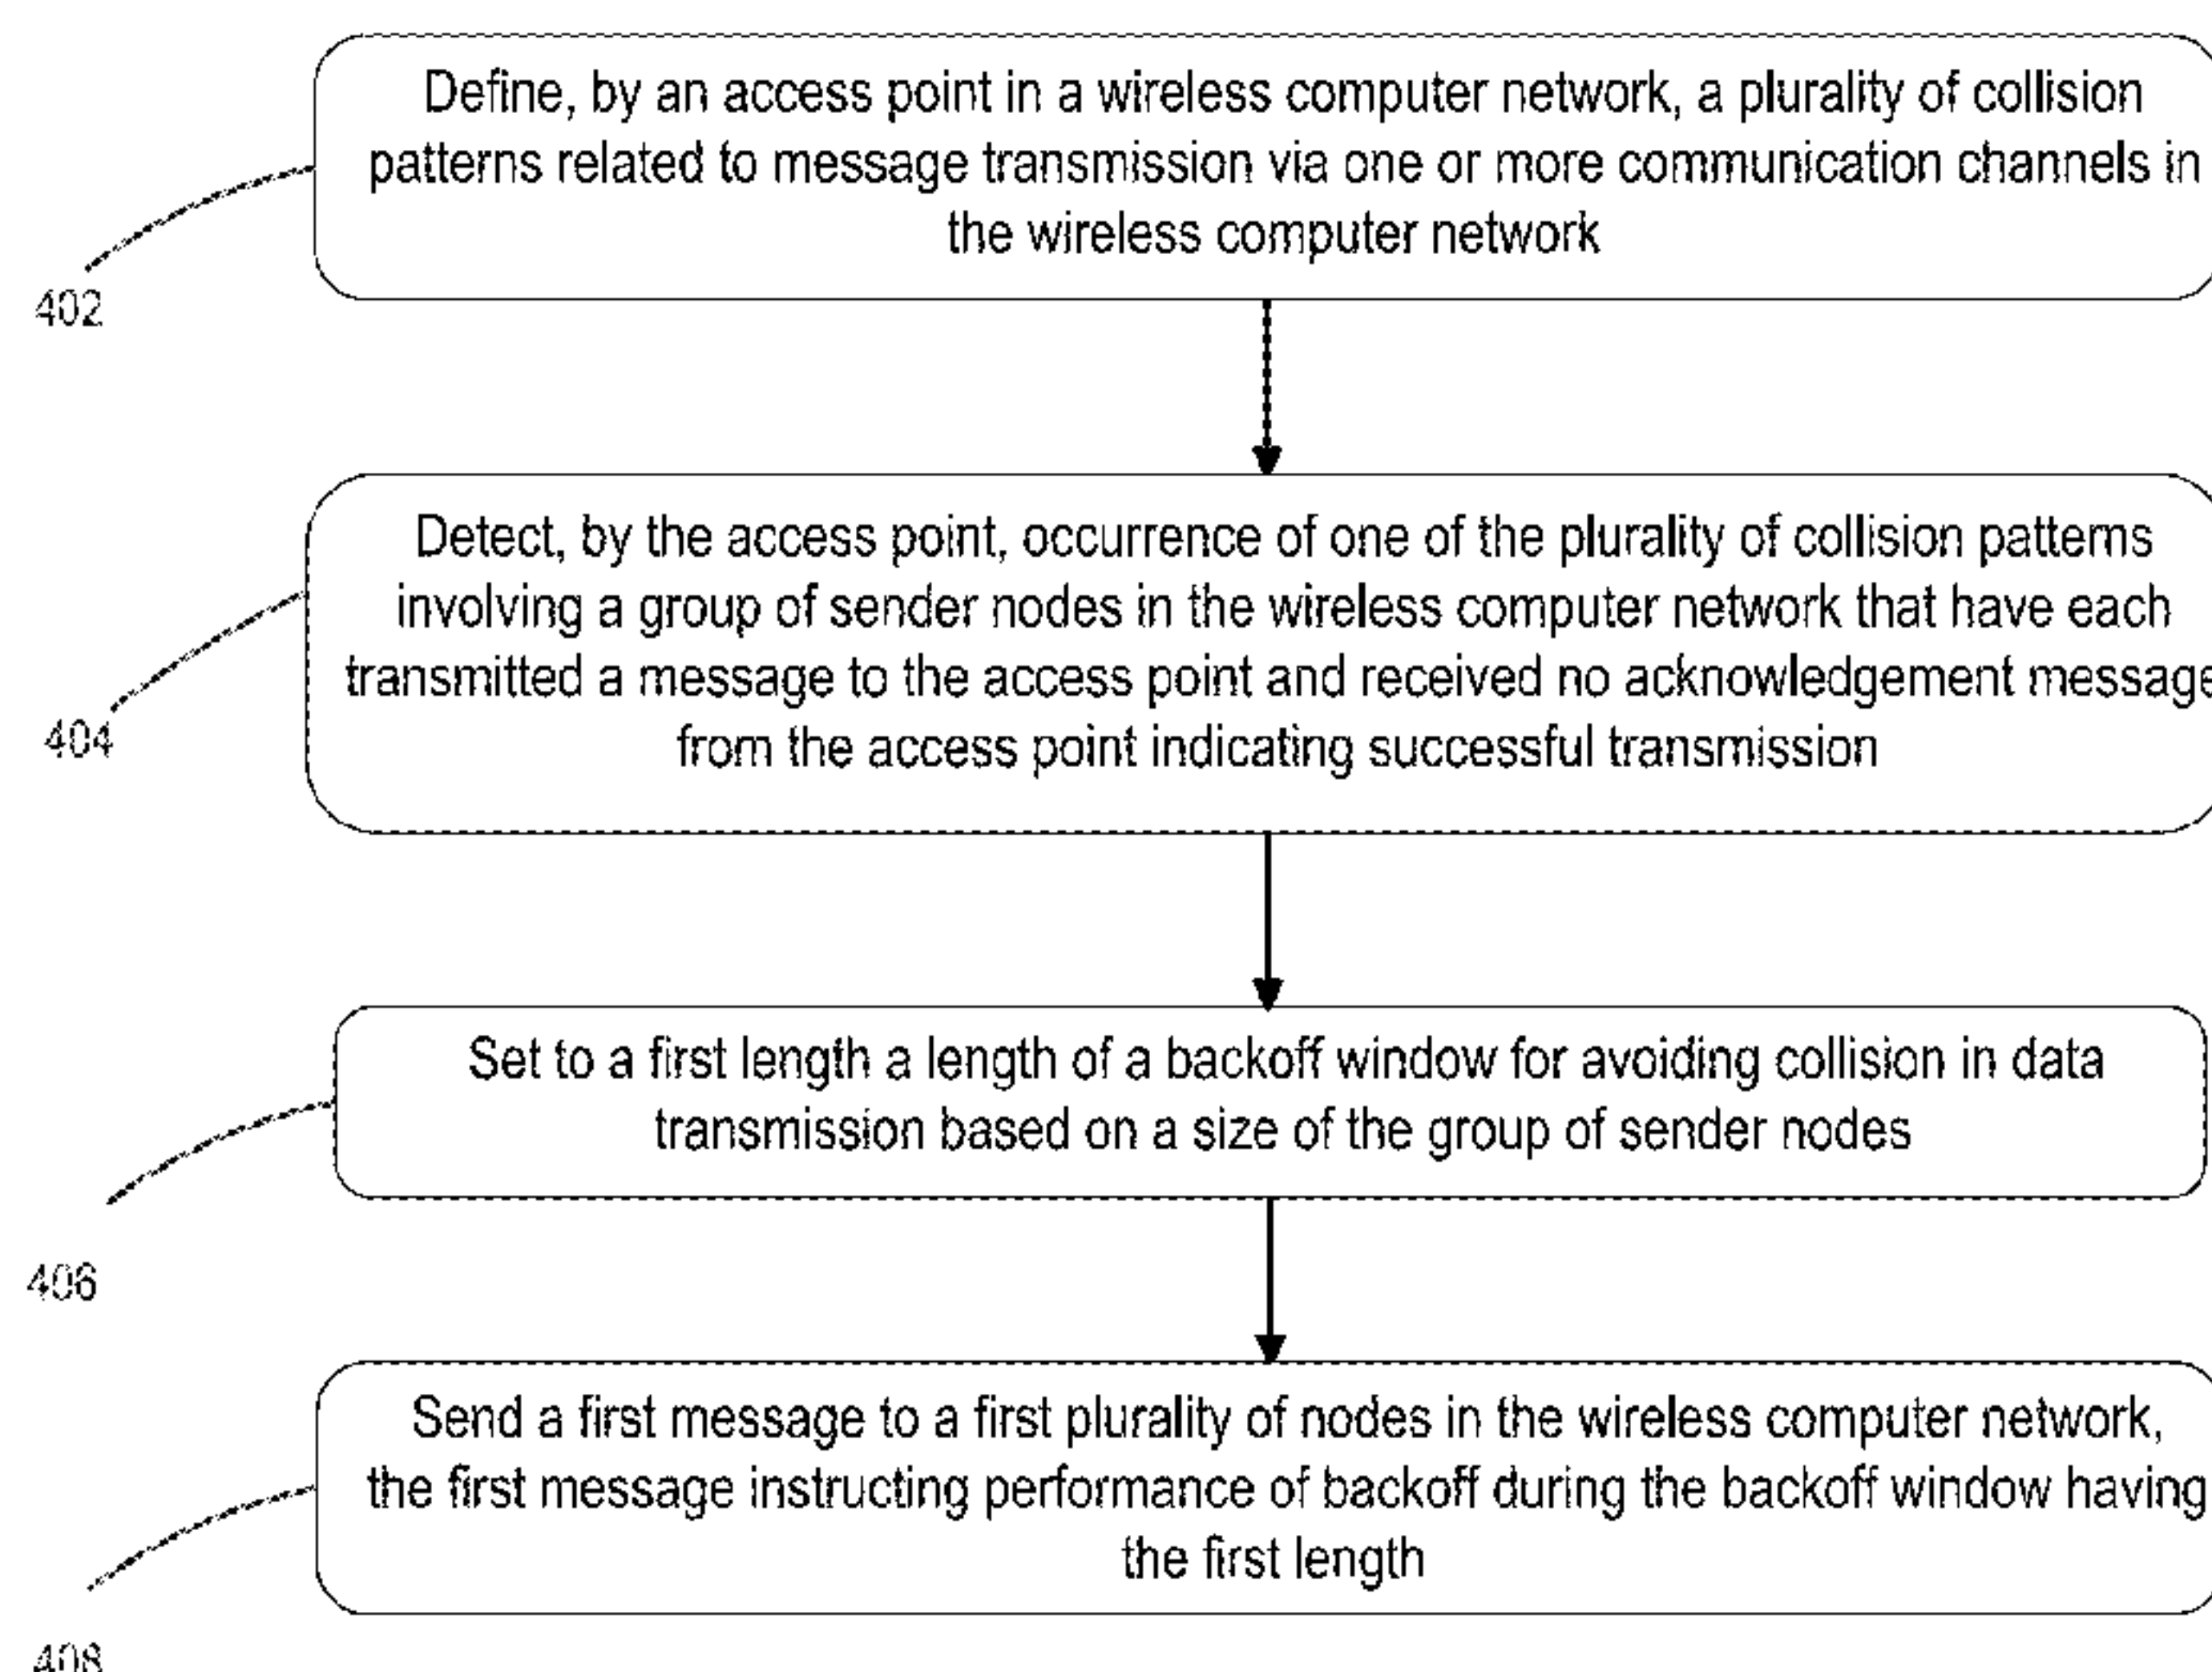 Define, by an access point in a wireless computer network, a plurality of collision
patterns related to message transmission via one or more communication channels in
the wireless computer network
402
Detect, by the access point, occurrence of one of the plurality of collision patterns
involving a group of sender nodes in the wireless computer network that have each
transmitted a message to the access point and received no acknowledgement message
from the access point indicating successful transmission
404
Set to a first length a length of a backoff window for avoiding collision in data
transmission based on a size of the group of sender nodes
406
Send a first message to a first plurality of nodes in the wireless computer network,
the first message instructing performance of backoff during the backoff window having
the first length
408